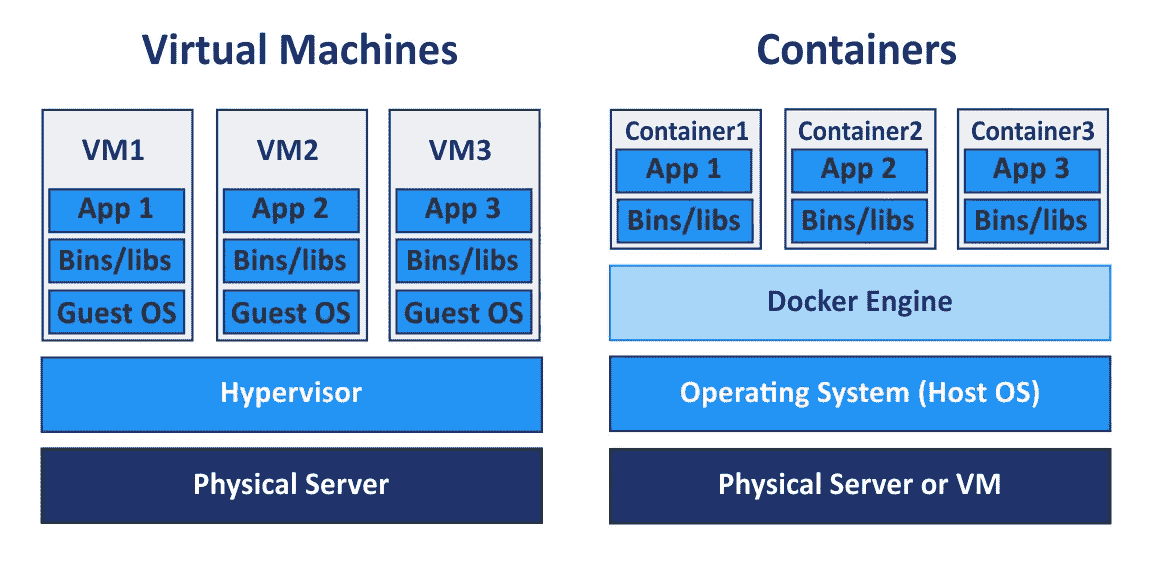 Virtual Machines
VM1
App 1
Bins/libs
Guest OS
VM2
App 2
Bins/libs
Guest OS
VM3
App 3
Bins/libs
Guest OS
Hypervisor
Physical Server
Containers
Container1
App 1
Bins/libs
Container2
App 2
Bins/libs
Container3
App 3
Bins/libs
Docker Engine
Operating System (Host OS)
Physical Server or VM